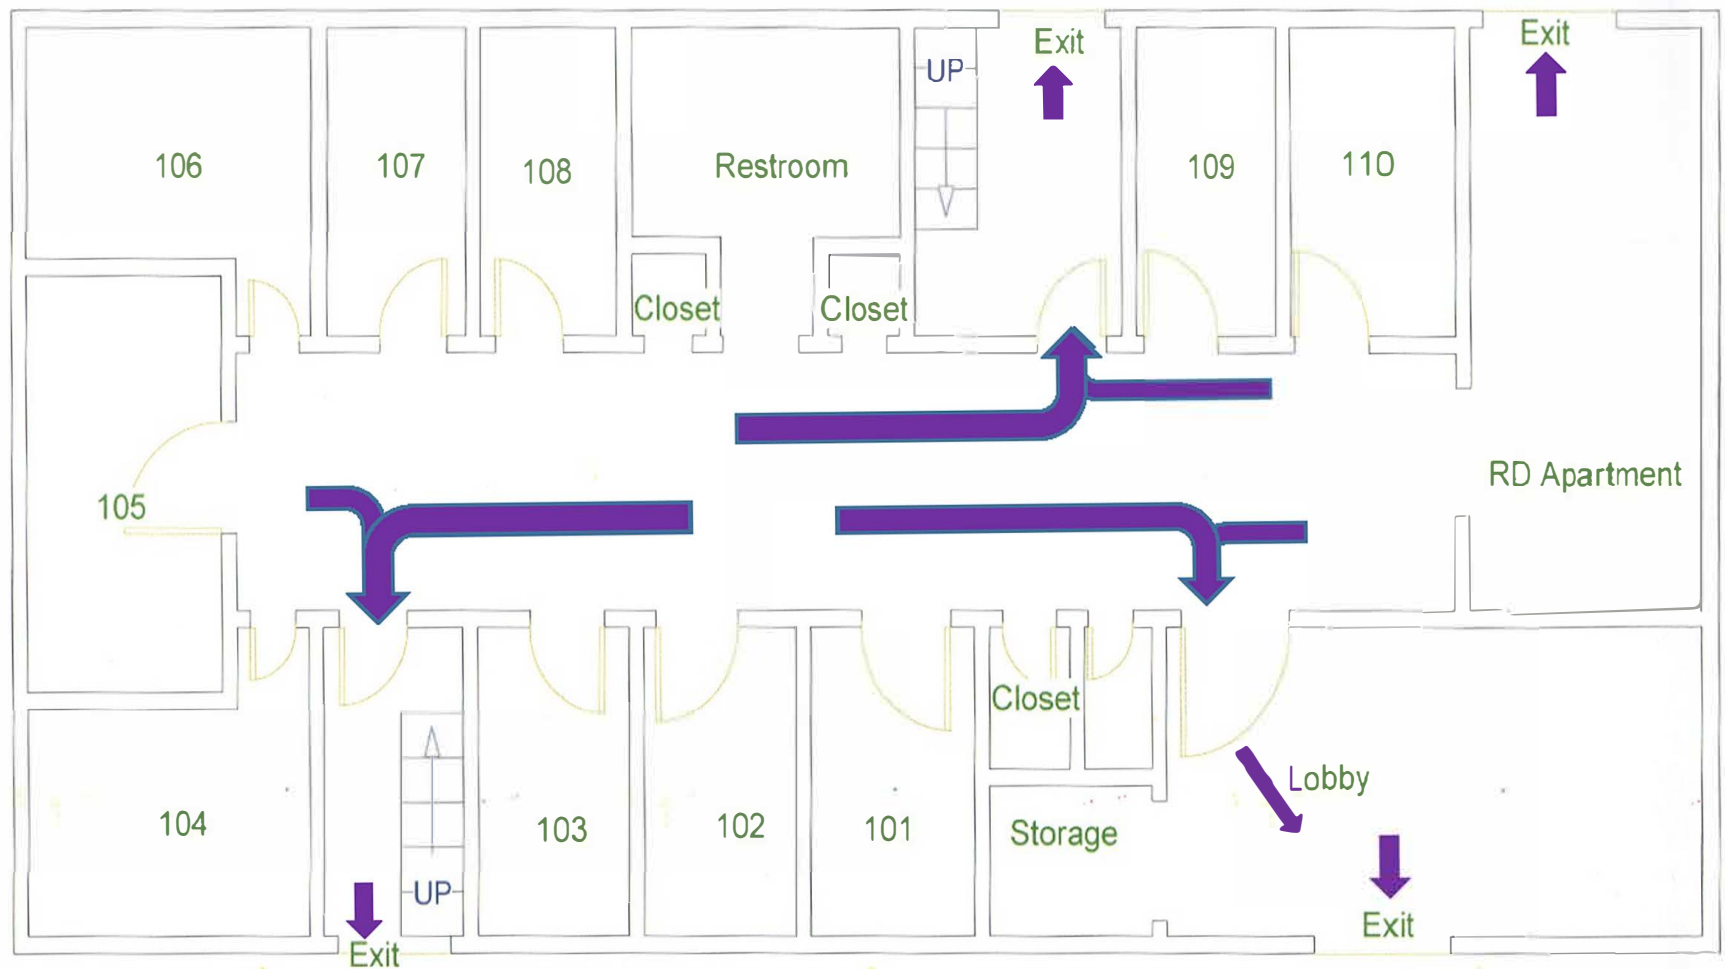 Exit
Exit
UP
106
107
108
Restroom
109
110
Closet
Closet
RD Apartment
105
Closet
Lobby
104
103
102
101
Storage
UP
Exit
Exit